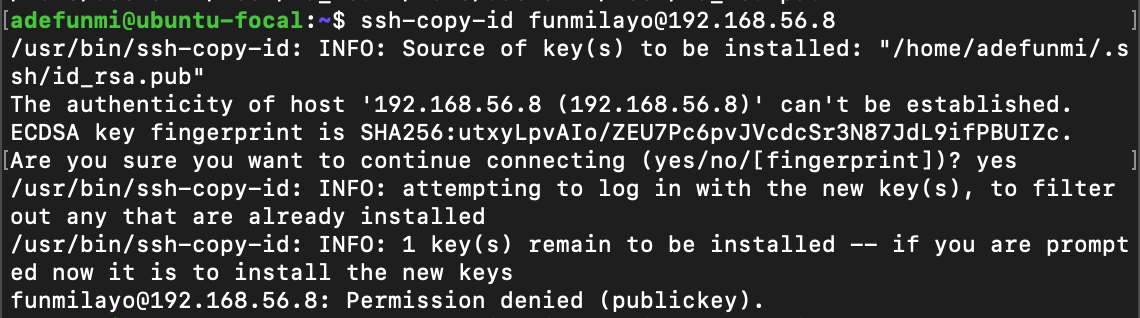 [adefunmi@ubuntu-focal:~$ ssh-copy-id funmilayo@192.168.56.8 ]
/usr/bin/ssh-copy-id: INFO: Source of key(s) to be installed: "/home/adefunmi/.s
sh/id_rsa.pub"
The authenticity of host '192.168.56.8 (192.168.56.8)' can't be established.
ECDSA key fingerprint is SHA256:utxyLpvAIo/ZEU7Pc6pvJVcdcSr3N87JdL9ifPBUIZc.
[Are you sure you want to continue connecting (yes/no/[fingerprint])? yes ]
/usr/bin/ssh-copy-id: INFO: attempting to log in with the new key(s), to filter
out any that are already installed
/usr/bin/ssh-copy-id: INFO: 1 key(s) remain to be installed -- if you are prompt
ed now it is to install the new keys
funmilayo@192.168.56.8: Permission denied (publickey).